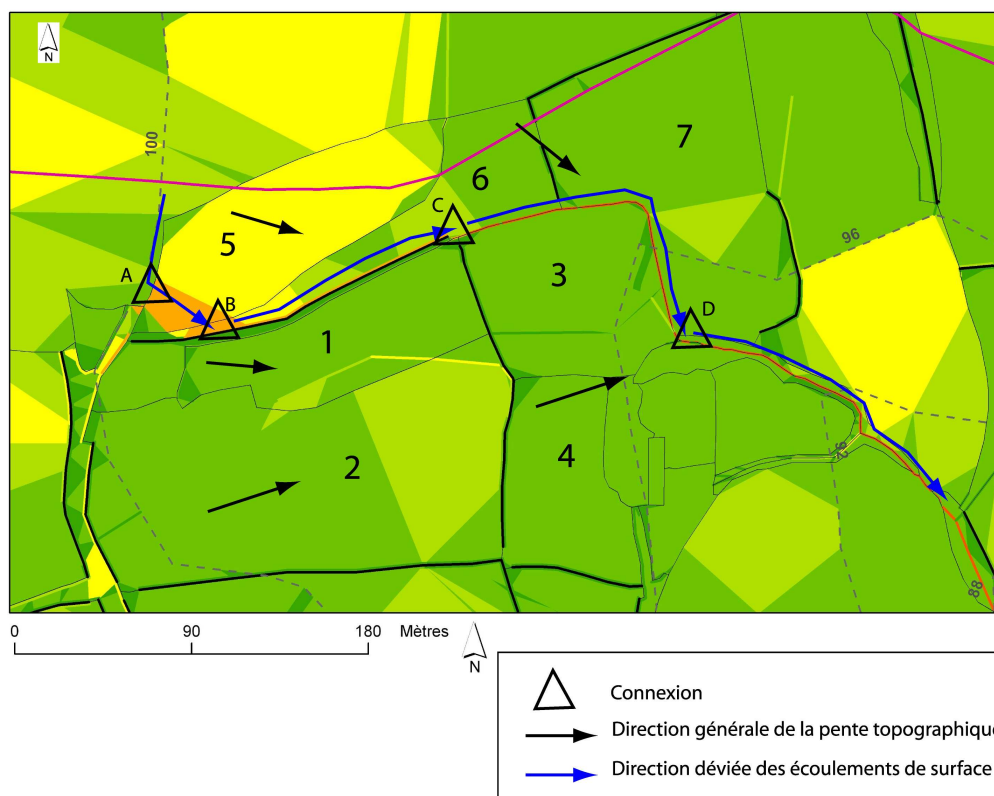 N
100
7
6
C
96
5
A
3
B
D
1
4
2
92
88
0 90 180 Mètres
N
Connexion
Direction générale de la pente topographique
Direction déviée des écoulements de surface